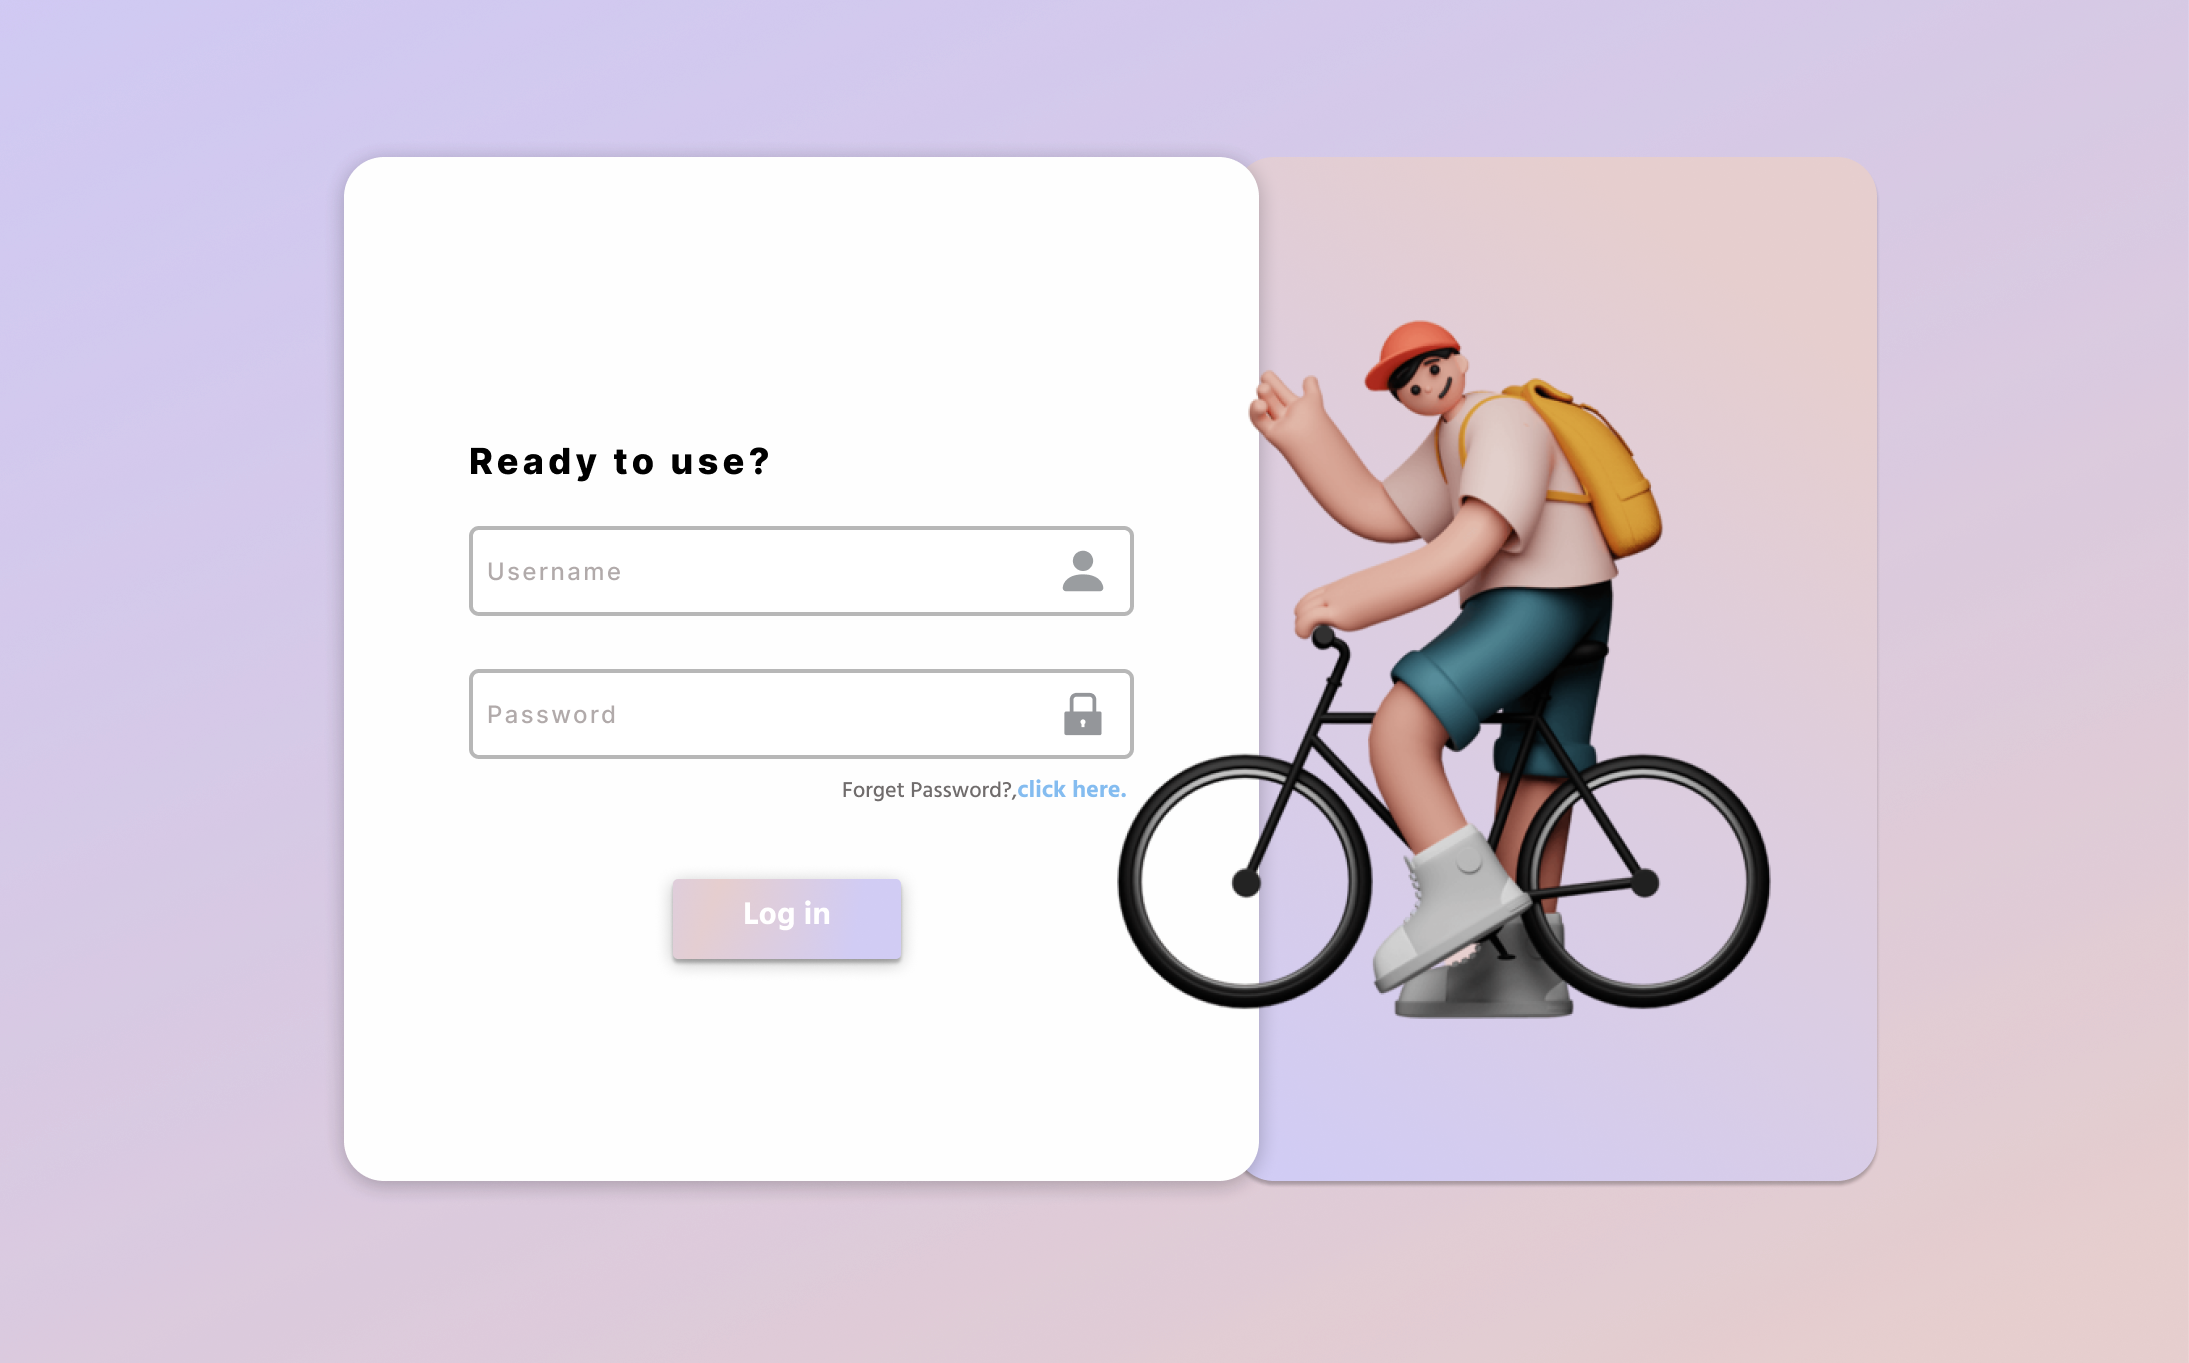 Ready to use?
Username
Password
Forget Password?,click here.
Log in